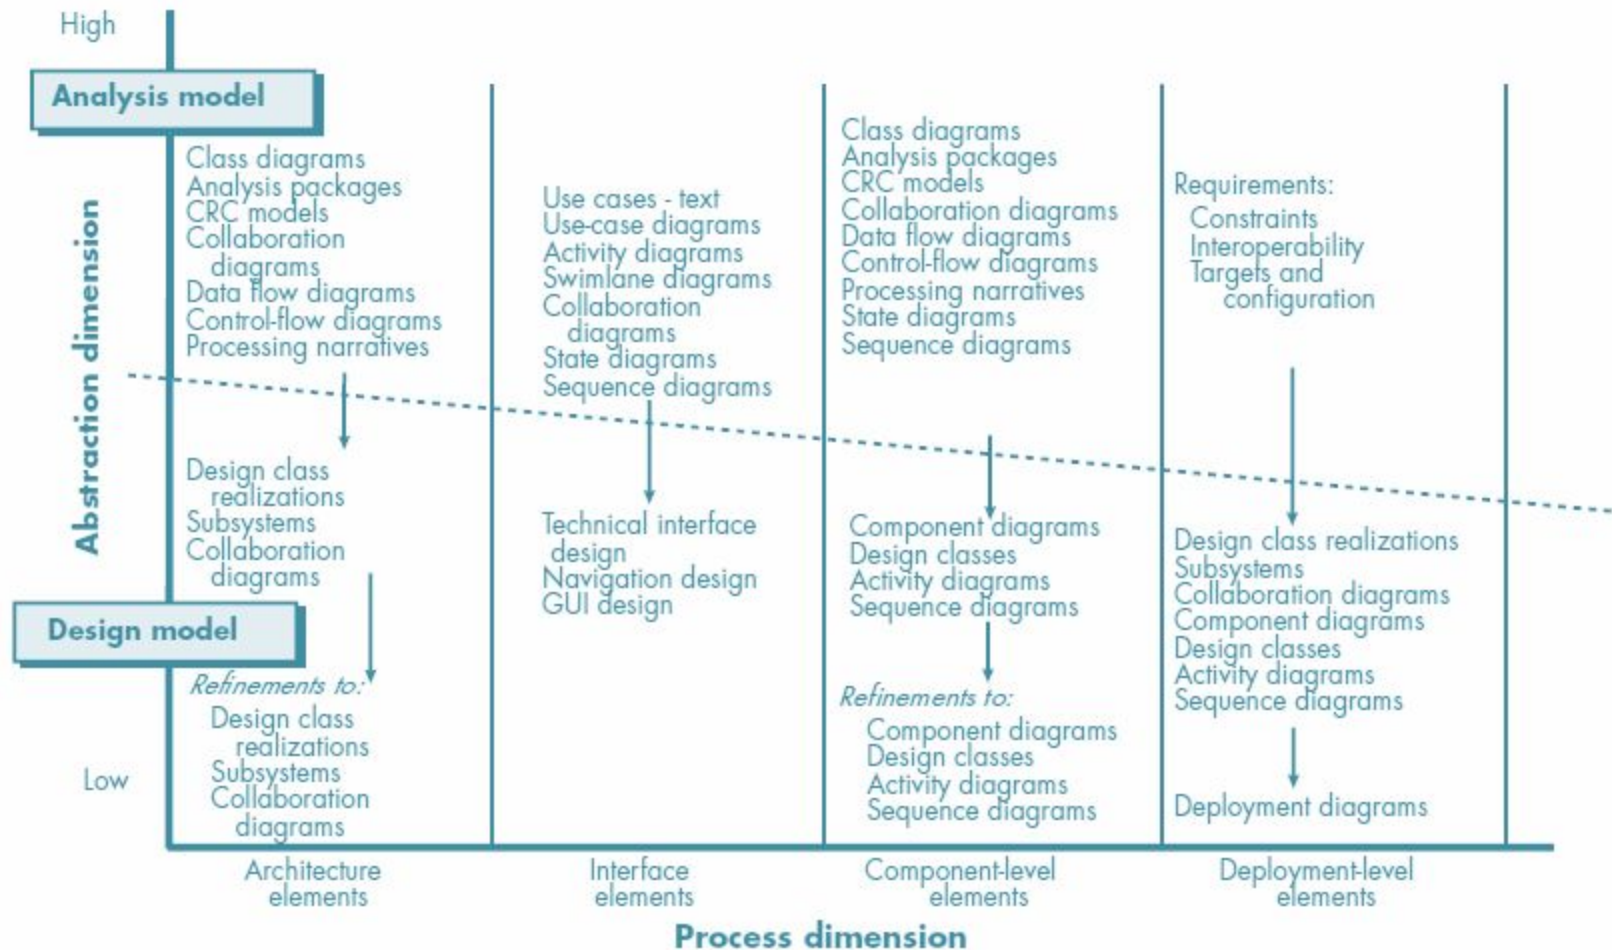 High
Analysis model
Abstraction dimension
Class diagrams
Analysis packages
CRC models
Collaboration
diagrams
Data flow diagrams
Control-flow diagrams
Processing narratives
Design class
realizations
Subsystems
Collaboration
diagrams
Design model
Refinements to:
Design class
realizations
Subsystems
Collaboration
diagrams
Low
Architecture
elements
Use cases - text
Use-case diagrams
Activity diagrams
Swimlane diagrams
Collaboration
diagrams
State diagrams
Sequence diagrams
Technical interface
design
Navigation design
GUI design
Interface
elements
Class diagrams
Analysis packages
CRC models
Collaboration diagrams
Data flow diagrams
Control-flow diagrams
Processing narratives
State diagrams
Sequence diagrams
Component diagrams
Design classes
Activity diagrams
Sequence diagrams
Refinements to:
Component diagrams
Design classes
Activity diagrams
Sequence diagrams
Component-level
elements
Requirements:
Constraints
Interoperability
Targets and
configuration
Design class realizations
Subsystems
Collaboration diagrams
Component diagrams
Design classes
Activity diagrams
Sequence diagrams
Deployment diagrams
Deployment-level
elements
Process dimension